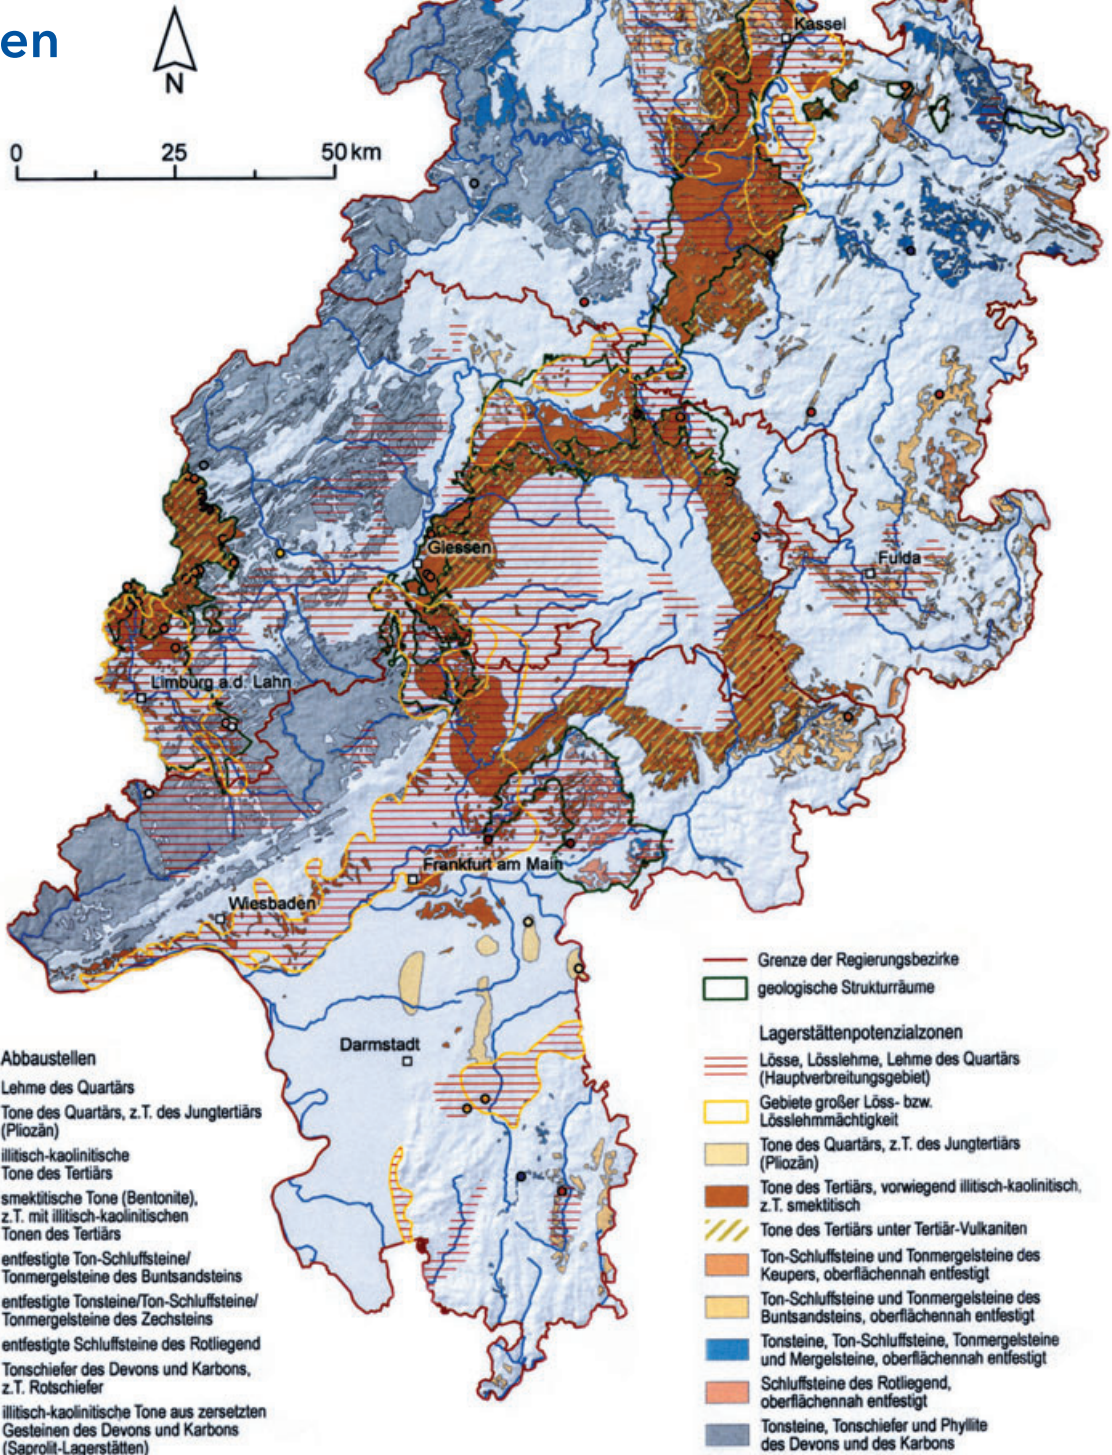 en
N
0 25 50 km
Kassel
Giessen
Fulda
Limburg a.d. Lahn
Frankfurt am Main
Wiesbaden
Darmstadt
Abbaustellen
Lehme des Quartärs
Tone des Quartärs, z.T. des Jungtertiärs
(Pliozän)
illitisch-kaolinitische
Tone des Tertiärs
smektitische Tone (Bentonite),
z.T. mit illitisch-kaolinitischen
Tonen des Tertiärs
entfestigte Ton-Schluffsteine/
Tonmergelsteine des Buntsandsteins
entfestigte Tonsteine/Ton-Schluffsteine/
Tonmergelsteine des Zechsteins
entfestigte Schluffsteine des Rotliegend
Tonschiefer des Devons und Karbons,
z.T. Rotschiefer
illitisch-kaolinitische Tone aus zersetzten
Gesteinen des Devons und Karbons
(Saprolit-Lagerstätten)
Grenze der Regierungsbezirke
geologische Strukturräume
Lagerstättenpotenzialzonen
Lösse, Lösslehme, Lehme des Quartärs
(Hauptverbreitungsgebiet)
Gebiete großer Löss- bzw.
Lösslehmmächtigkeit
Tone des Quartärs, z.T. des Jungtertiärs
(Pliozän)
Tone des Tertiärs, vorwiegend illitisch-kaolinitisch,
z.T. smektitisch
Tone des Tertiärs unter Tertiär-Vulkaniten
Ton-Schluffsteine und Tonmergelsteine des
Keupers, oberflächennah entfestigt
Ton-Schluffsteine und Tonmergelsteine des
Buntsandsteins, oberflächennah entfestigt
Tonsteine, Ton-Schluffsteine, Tonmergelsteine
und Mergelsteine, oberflächennah entfestigt
Schluffsteine des Rotliegend,
oberflächennah entfestigt
Tonsteine, Tonschiefer und Phyllite
des Devons und des Karbons